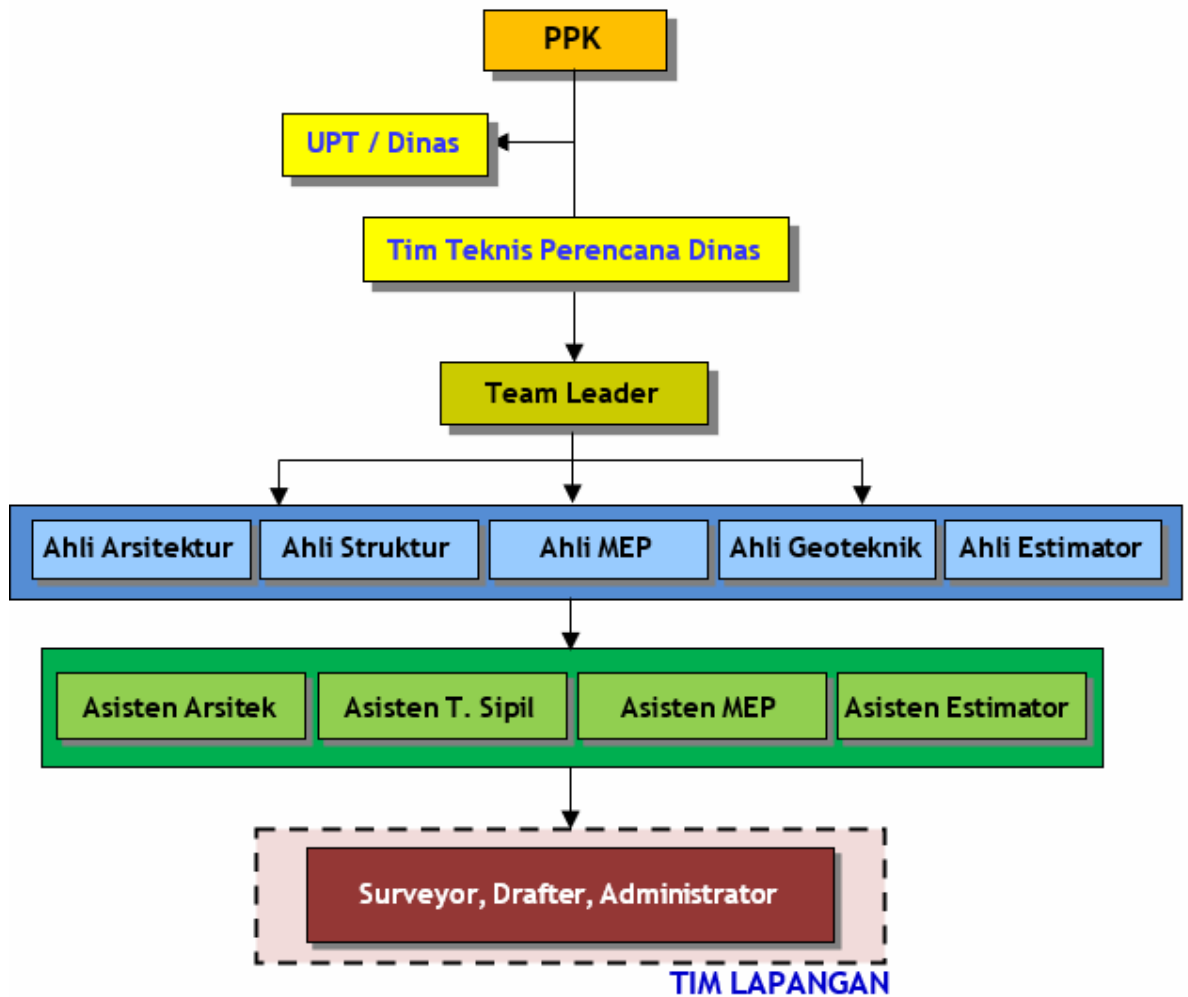 PPK
UPT / Dinas
Tim Teknis Perencana Dinas
Team Leader
Ahli Arsitektur
Ahli Struktur
Ahli MEP
Ahli Geoteknik
Ahli Estimator
Asisten Arsitek
Asisten T. Sipil
Asisten MEP
Asisten Estimator
Surveyor, Drafter, Administrator
TIM LAPANGAN